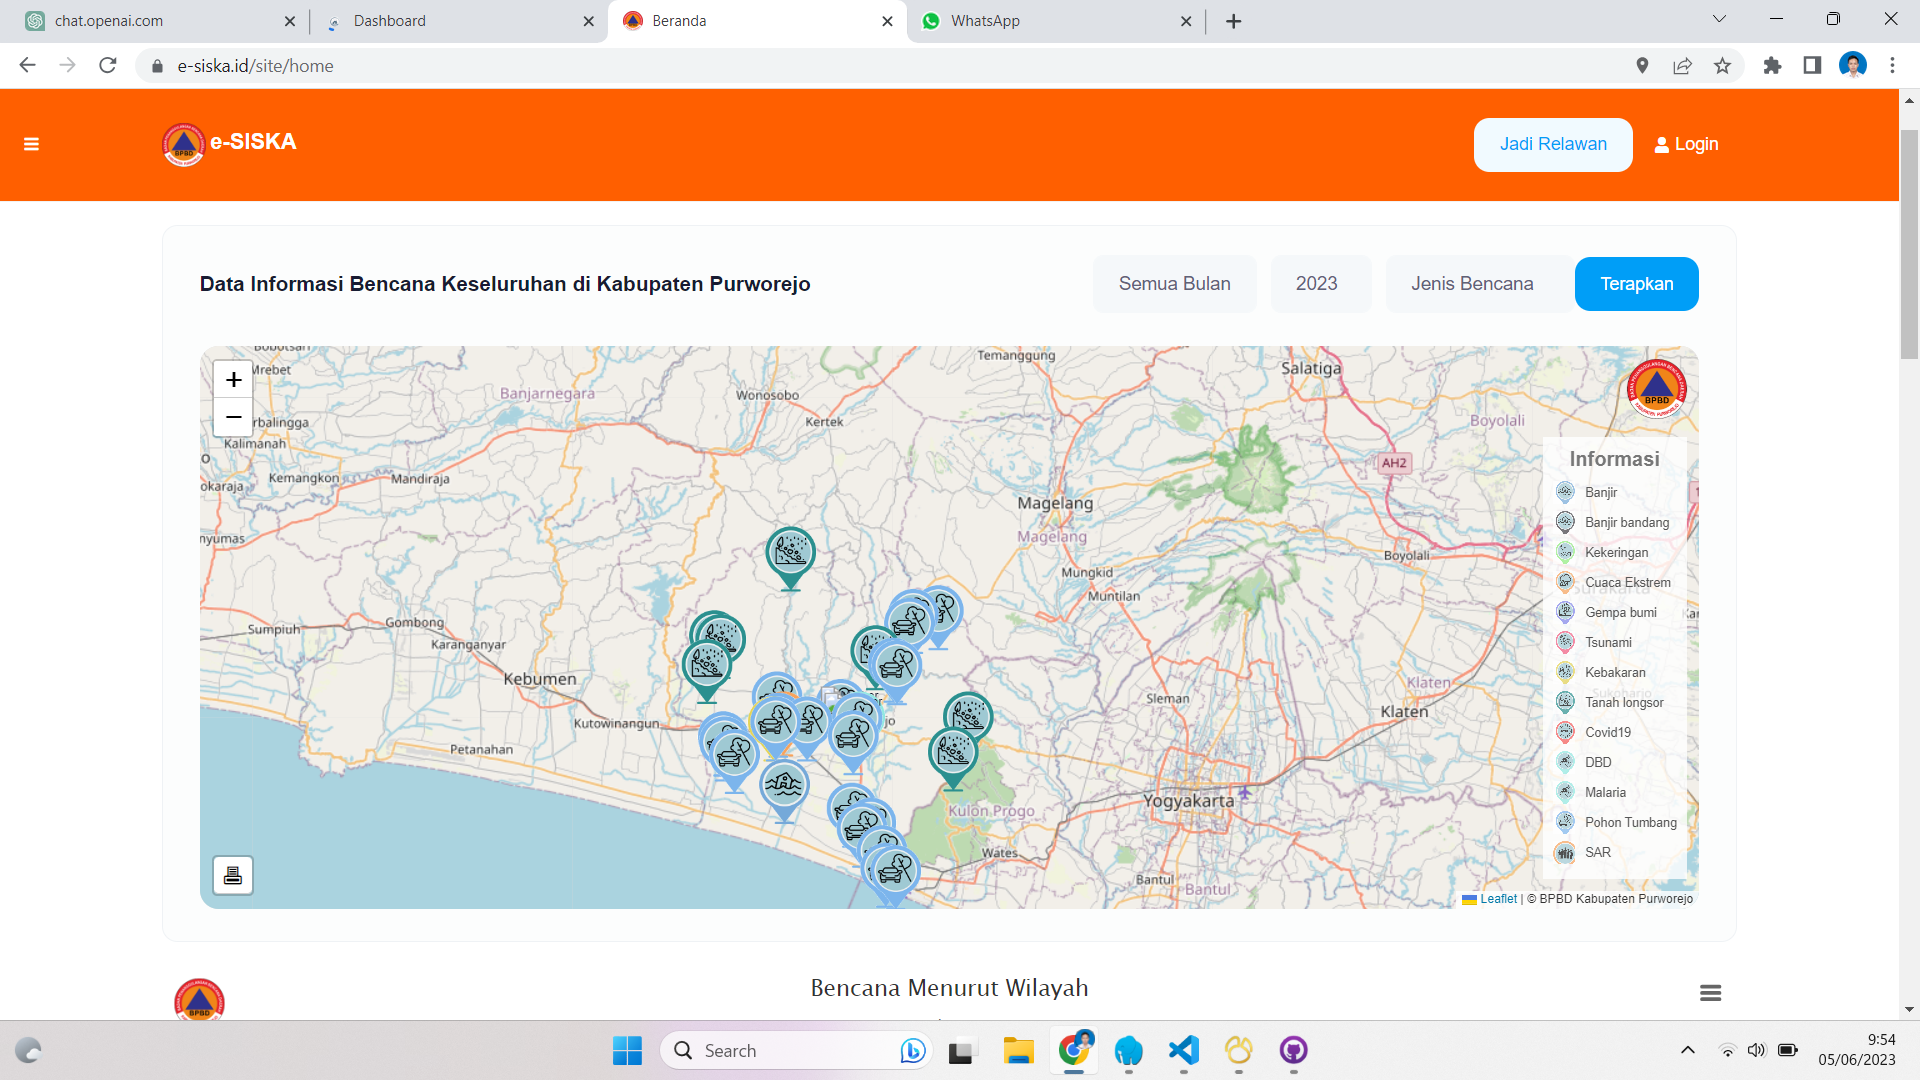 chat.openai.com
Dashboard
Beranda
WhatsApp
e-siska.id/site/home
BPBD
e-SISKA
Jadi Relawan
Login
Data Informasi Bencana Keseluruhan di Kabupaten Purworejo
Semua Bulan
2023
Jenis Bencana
Terapkan
+
−
Temanggung
Salatiga
Mrebet
Banjarnegara
Wonosobo
Kertek
Boyolali
rbalingga
Kalimanah
Kemangkon
Mandiraja
okaraja
AH2
Magelang
Magelang
nyumas
Boyolali
Mungkid
Muntilan
Gombong
Sumpiuh
Karanganyar
Kebumen
Sleman
Klaten
Klaten
Kutowinangun
Petanahan
Yogyakarta
Kulon Progo
Wates
Bantul
Bantul
BPBD
Informasi
Banjir
Banjir bandang
Kekeringan
Cuaca Ekstrem
Gempa bumi
Tsunami
Kebakaran
Tanah longsor
Covid19
DBD
Malaria
Pohon Tumbang
SAR
Leaflet | © BPBD Kabupaten Purworejo
Bencana Menurut Wilayah
BPBD
Search
9:54
05/06/2023